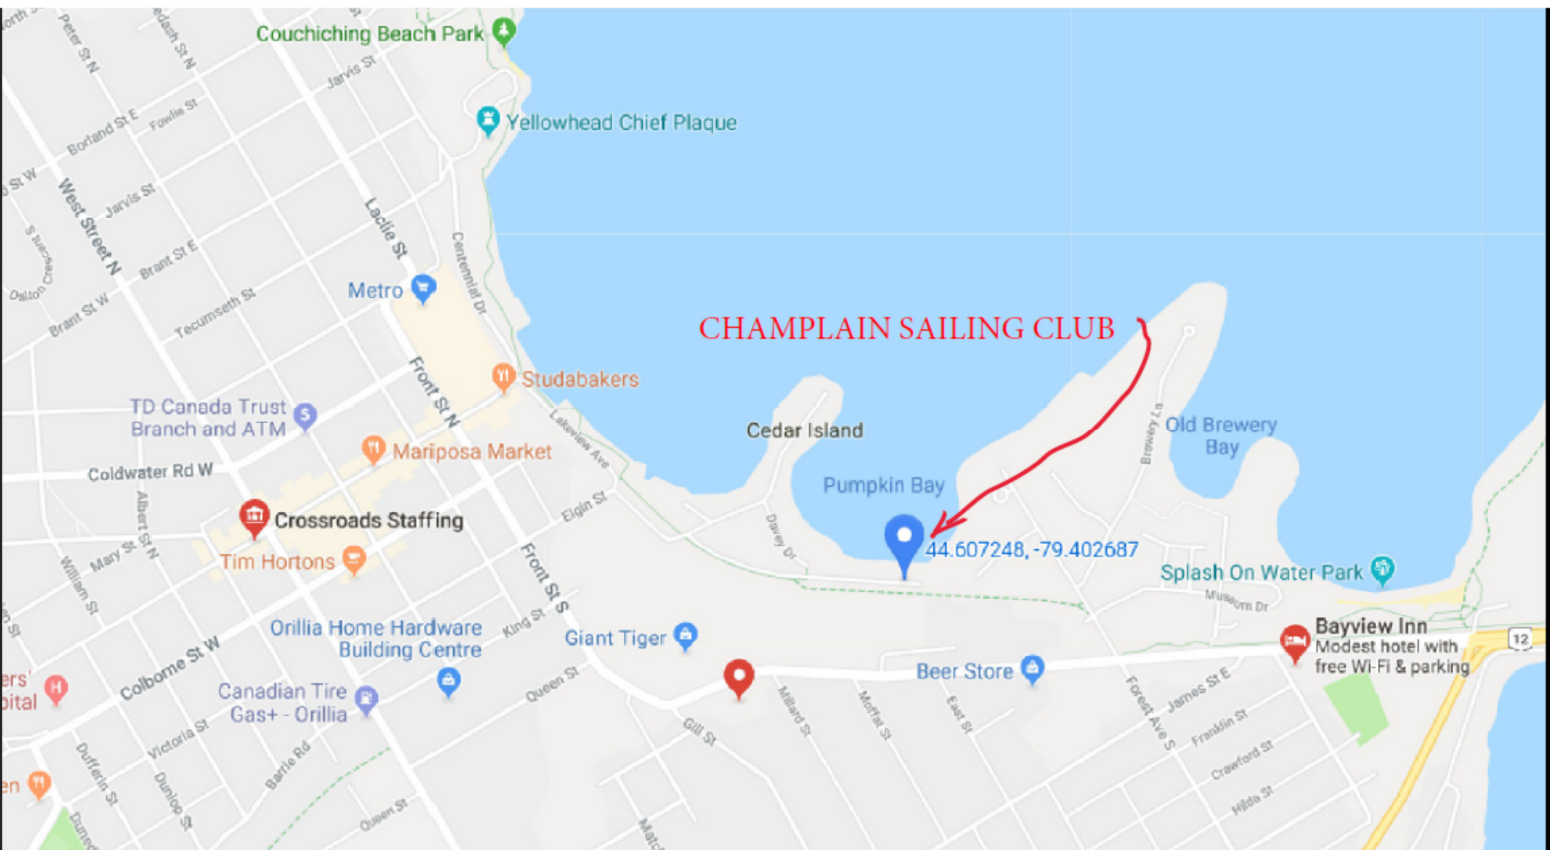 Couchiching Beach Park
Peter St N
Jarvis St
Yellowhead Chief Plaque
Borland St E
Fowlie St
St W
West Street N
Jarvis St
Laclie St
Centennial Dr
Brant St E
Dalton Crescent S
Metro
Brant St W
Tecumseth St
CHAMPLAIN SAILING CLUB
Front St N
Studabakers
TD Canada Trust
Branch and ATM
Lakeview Ave
Cedar Island
Brewery Ln
Old Brewery
Bay
Mariposa Market
Coldwater Rd W
Pumpkin Bay
Albert St N
Elgin St
Crossroads Staffing
Davey Dr
44.607248, -79.402687
Mary St
Tim Hortons
Front St S
Splash On Water Park
William St
Museum Dr
King St
Orillia Home Hardware
Building Centre
Giant Tiger
Bayview Inn
Modest hotel with
free Wi-Fi & parking
12
Colborne St W
Beer Store
ers'
pital
Canadian Tire
Gas+ - Orillia
Queen St
Millard St
Moffat St
East St
Forest Ave S
James St E
Gill St
Victoria St
Franklin St
Barrie Rd
Dufferin St
Crawford St
en
Dunlop St
Queen St
Hilda St